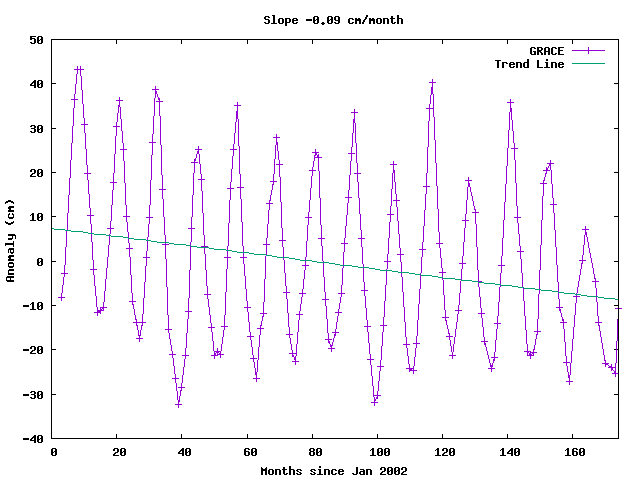 Slope -0.09 cm/month
GRACE
Trend Line
50
40
30
20
10
0
-10
-20
-30
-40
Anomaly (cm)
0 20 40 60 80 100 120 140 160
Months since Jan 2002